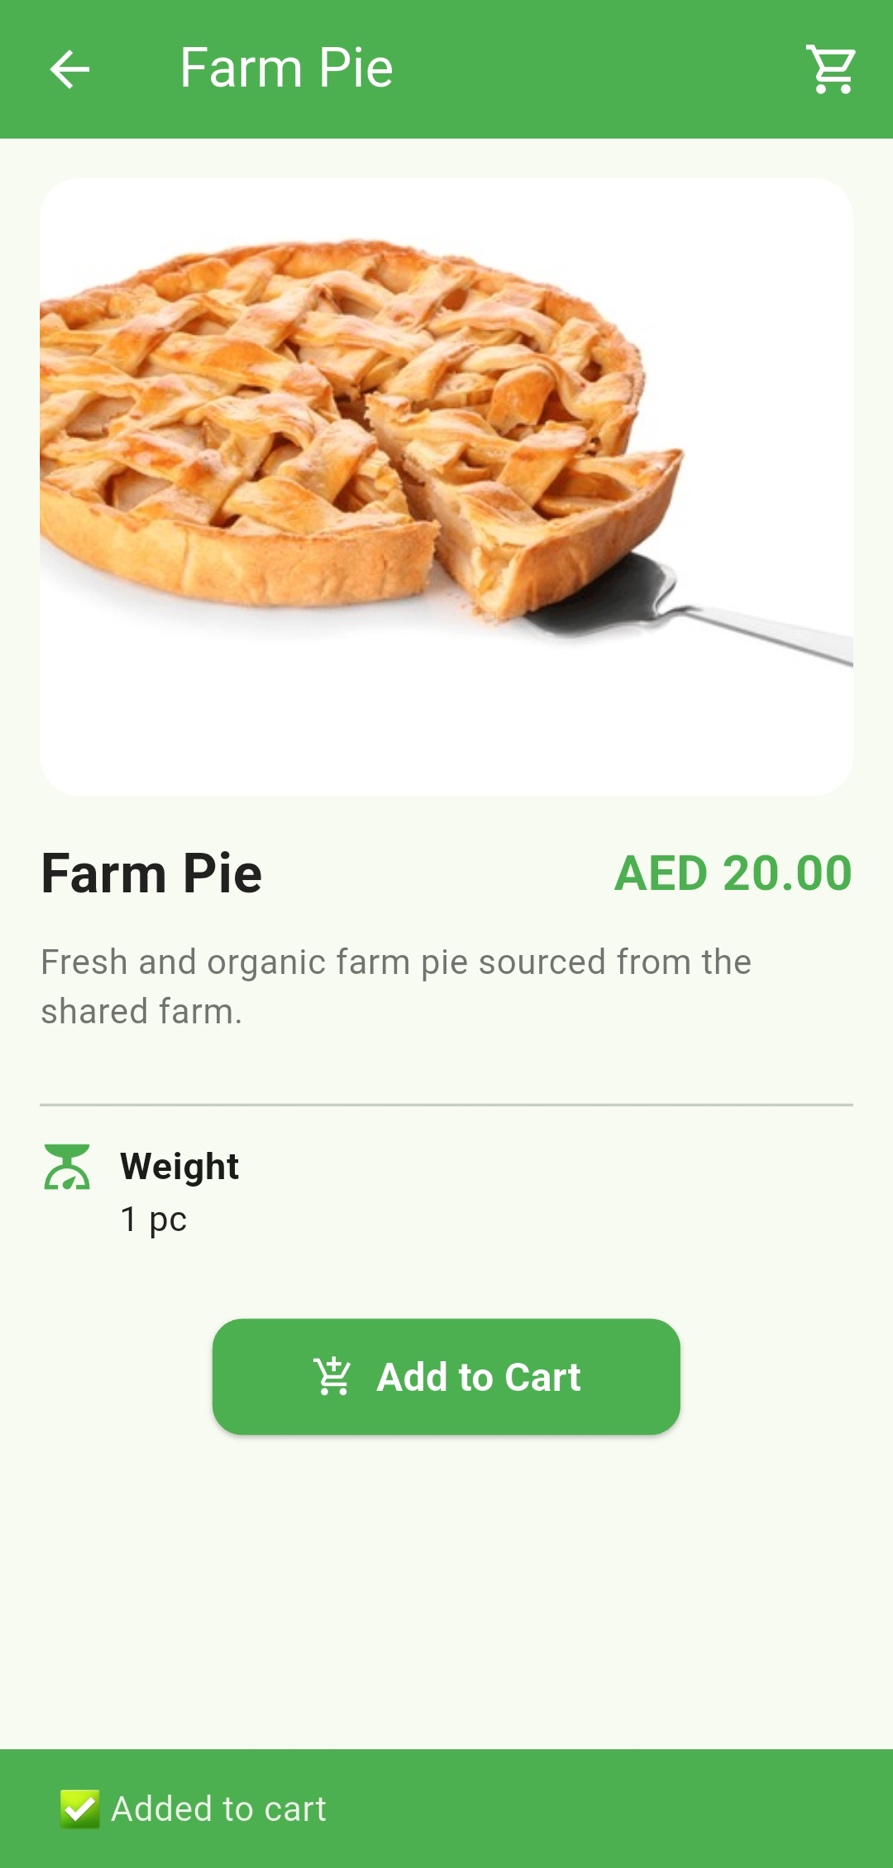 Farm Pie
Farm Pie
AED 20.00
Fresh and organic farm pie sourced from the
shared farm.
Weight
1 pc
Add to Cart
✅ Added to cart